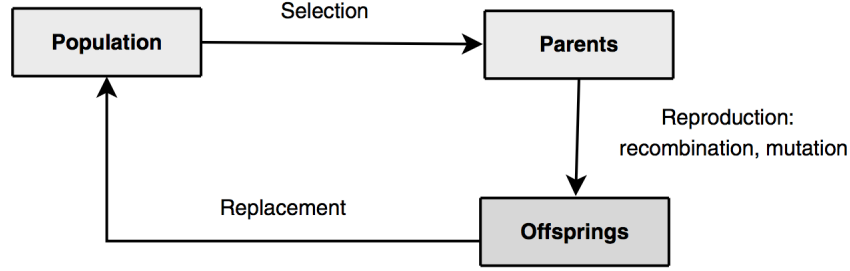 Selection
Population
Parents
Reproduction:
recombination, mutation
Replacement
Offsprings